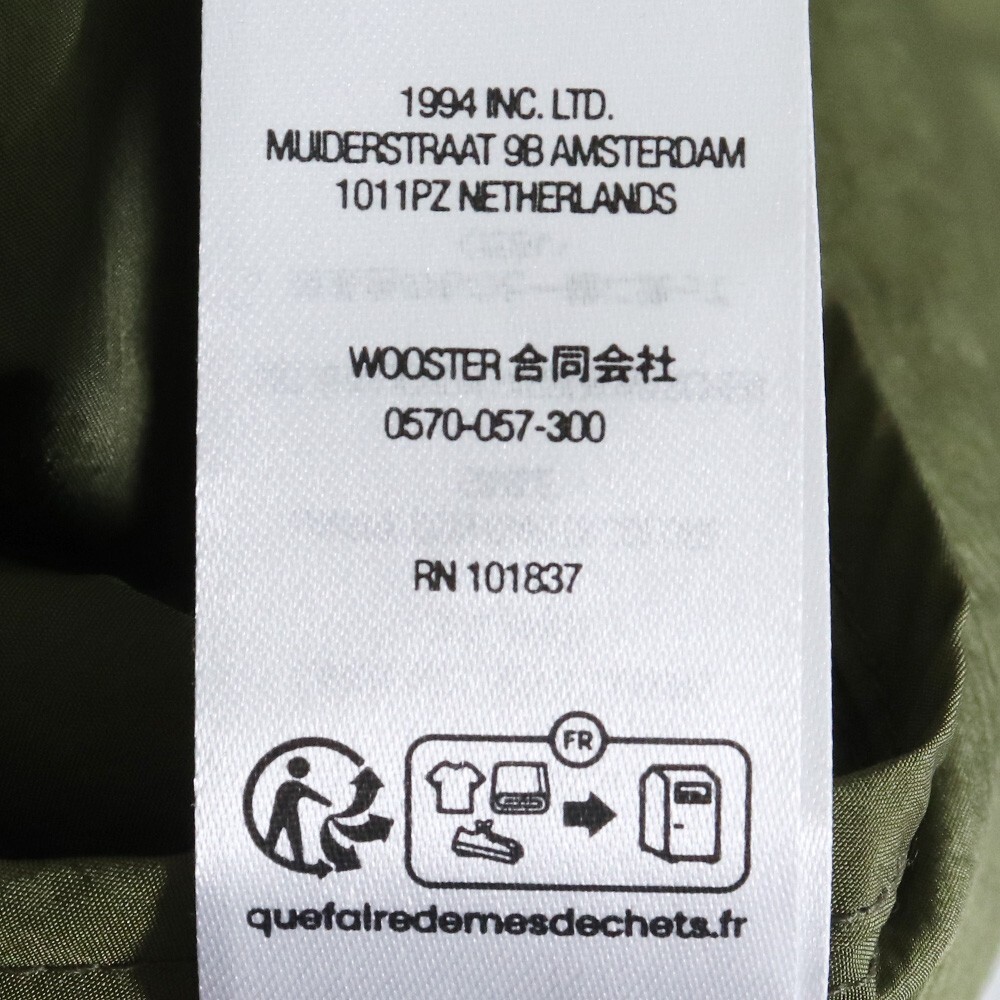 1994 INC. LTD.
MUIDERSTRAAT 9B AMSTERDAM
1011PZ NETHERLANDS
WOOSTER 合同会社
0570-057-300
RN 101837
FR
quefairedemesdechets.fr